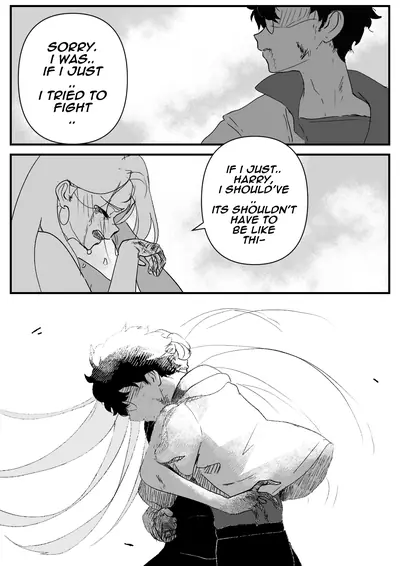 SORRY.
I WAS..
IF I JUST
..
I TRIED TO
FIGHT
..
IF I JUST..
HARRY,
I SHOULD'VE
..
ITS SHOULDN'T
HAVE TO
BE LIKE
THI-